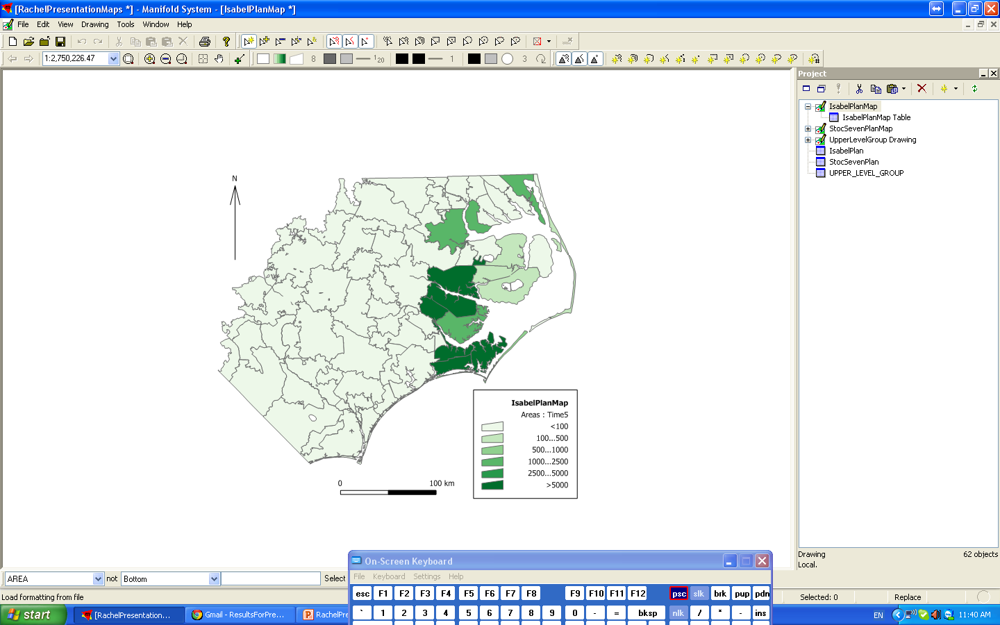 [RachelPresentationMaps *] - Manifold System - [IsabelPlanMap *]
File Edit View Drawing Tools Window Help
1:2,750,226.47
8 1 20 1 3
Project
IsabelPlanMap
IsabelPlanMap Table
StocSevenPlanMap
UpperLevelGroup Drawing
IsabelPlan
StocSevenPlan
UPPER_LEVEL_GROUP
N
IsabelPlanMap
Areas : Time5
<100
100...500
500...1000
1000...2500
2500...5000
>5000
0 100 km
Drawing 62 objects
Local.
AREA not Bottom Select
On-Screen Keyboard
File Keyboard Settings Help
esc F1 F2 F3 F4 F5 F6 F7 F8 F9 F10 F11 F12 psc slk brk pup pdn
` 1 2 3 4 5 6 7 8 9 0 - = bksp nlk / * - ins
Load formatting from file Selected: 0 Replace
start [RachelPresentation... Gmail - ResultsForPre... RachelPre EN 11:40 AM